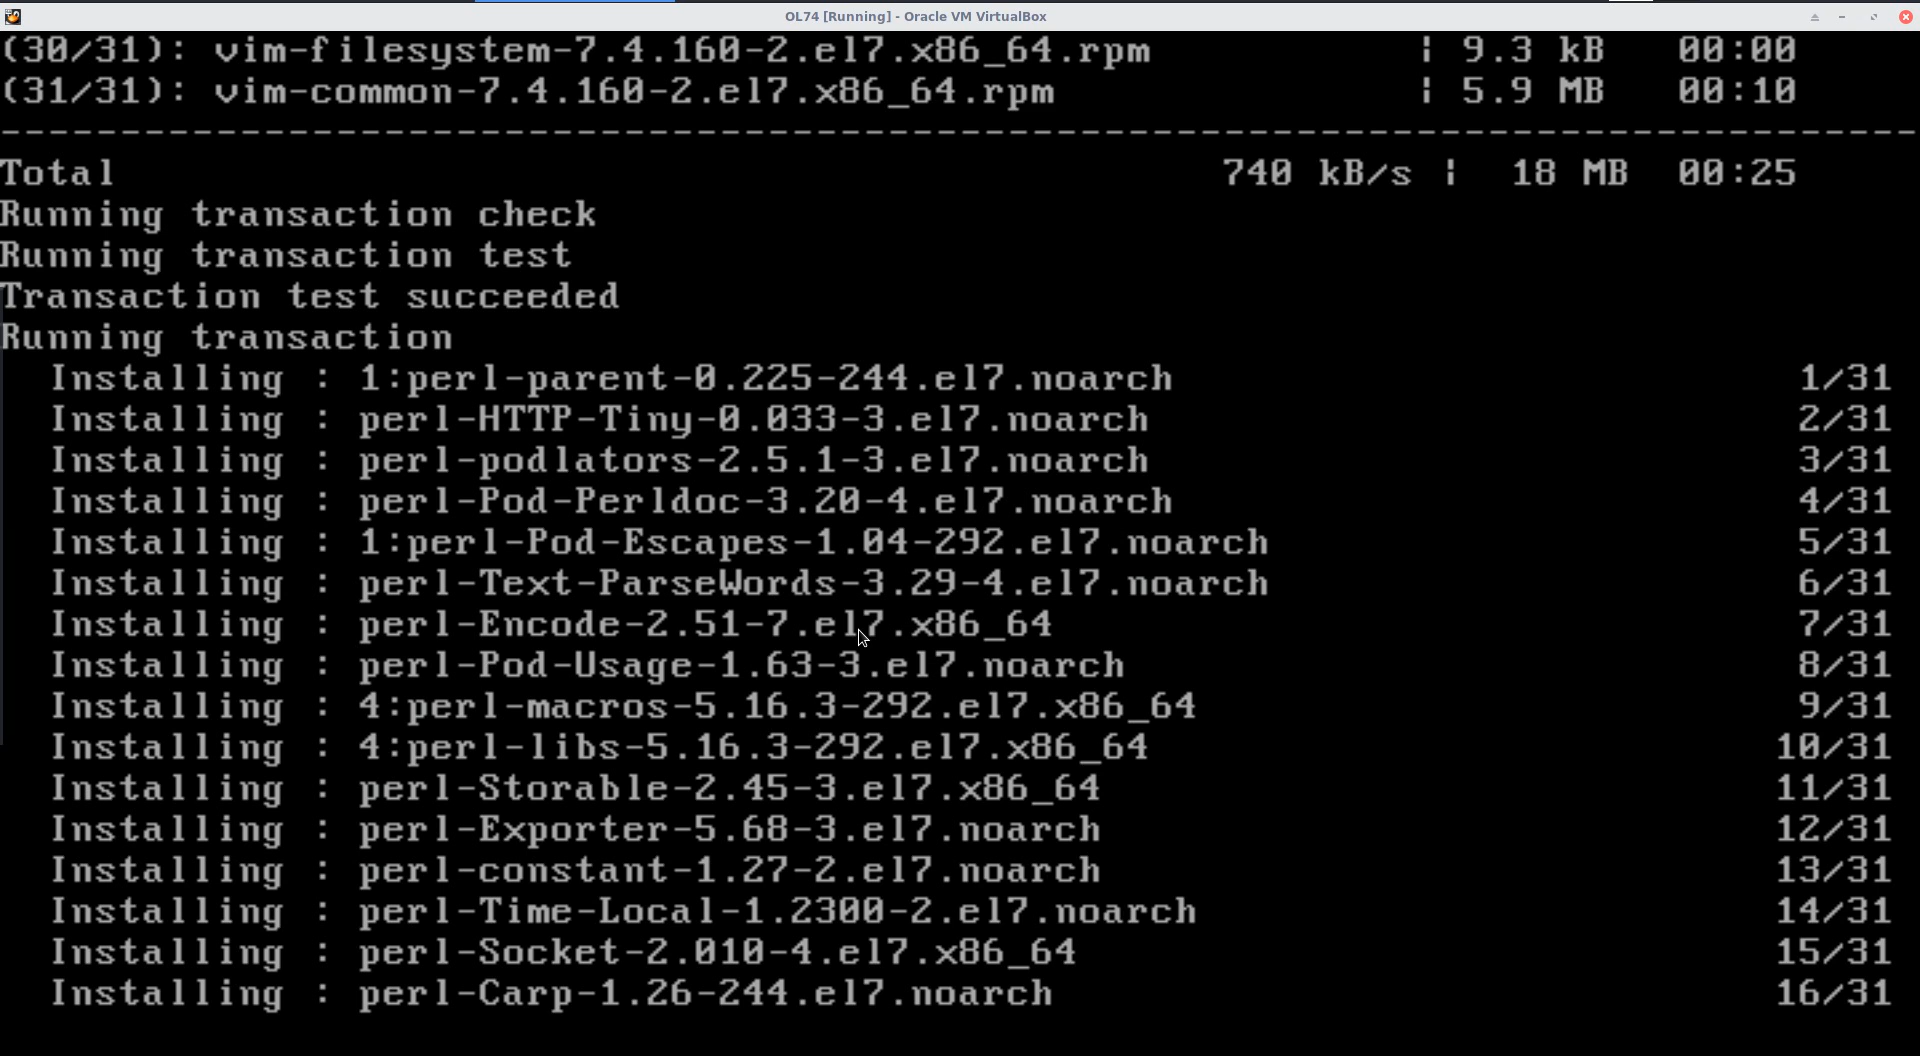 OL74 [Running] - Oracle VM VirtualBox
(30/31): vim-filesystem-7.4.160-2.el7.x86_64.rpm | 9.3 kB 00:00
(31/31): vim-common-7.4.160-2.el7.x86_64.rpm | 5.9 MB 00:10
--------------------------------------------------------------------------------
Total 740 kB/s | 18 MB 00:25
Running transaction check
Running transaction test
Transaction test succeeded
Running transaction
Installing : 1:perl-parent-0.225-244.el7.noarch 1/31
Installing : perl-HTTP-Tiny-0.033-3.el7.noarch 2/31
Installing : perl-podlators-2.5.1-3.el7.noarch 3/31
Installing : perl-Pod-Perldoc-3.20-4.el7.noarch 4/31
Installing : 1:perl-Pod-Escapes-1.04-292.el7.noarch 5/31
Installing : perl-Text-ParseWords-3.29-4.el7.noarch 6/31
Installing : perl-Encode-2.51-7.el7.x86_64 7/31
Installing : perl-Pod-Usage-1.63-3.el7.noarch 8/31
Installing : 4:perl-macros-5.16.3-292.el7.x86_64 9/31
Installing : 4:perl-libs-5.16.3-292.el7.x86_64 10/31
Installing : perl-Storable-2.45-3.el7.x86_64 11/31
Installing : perl-Exporter-5.68-3.el7.noarch 12/31
Installing : perl-constant-1.27-2.el7.noarch 13/31
Installing : perl-Time-Local-1.2300-2.el7.noarch 14/31
Installing : perl-Socket-2.010-4.el7.x86_64 15/31
Installing : perl-Carp-1.26-244.el7.noarch 16/31